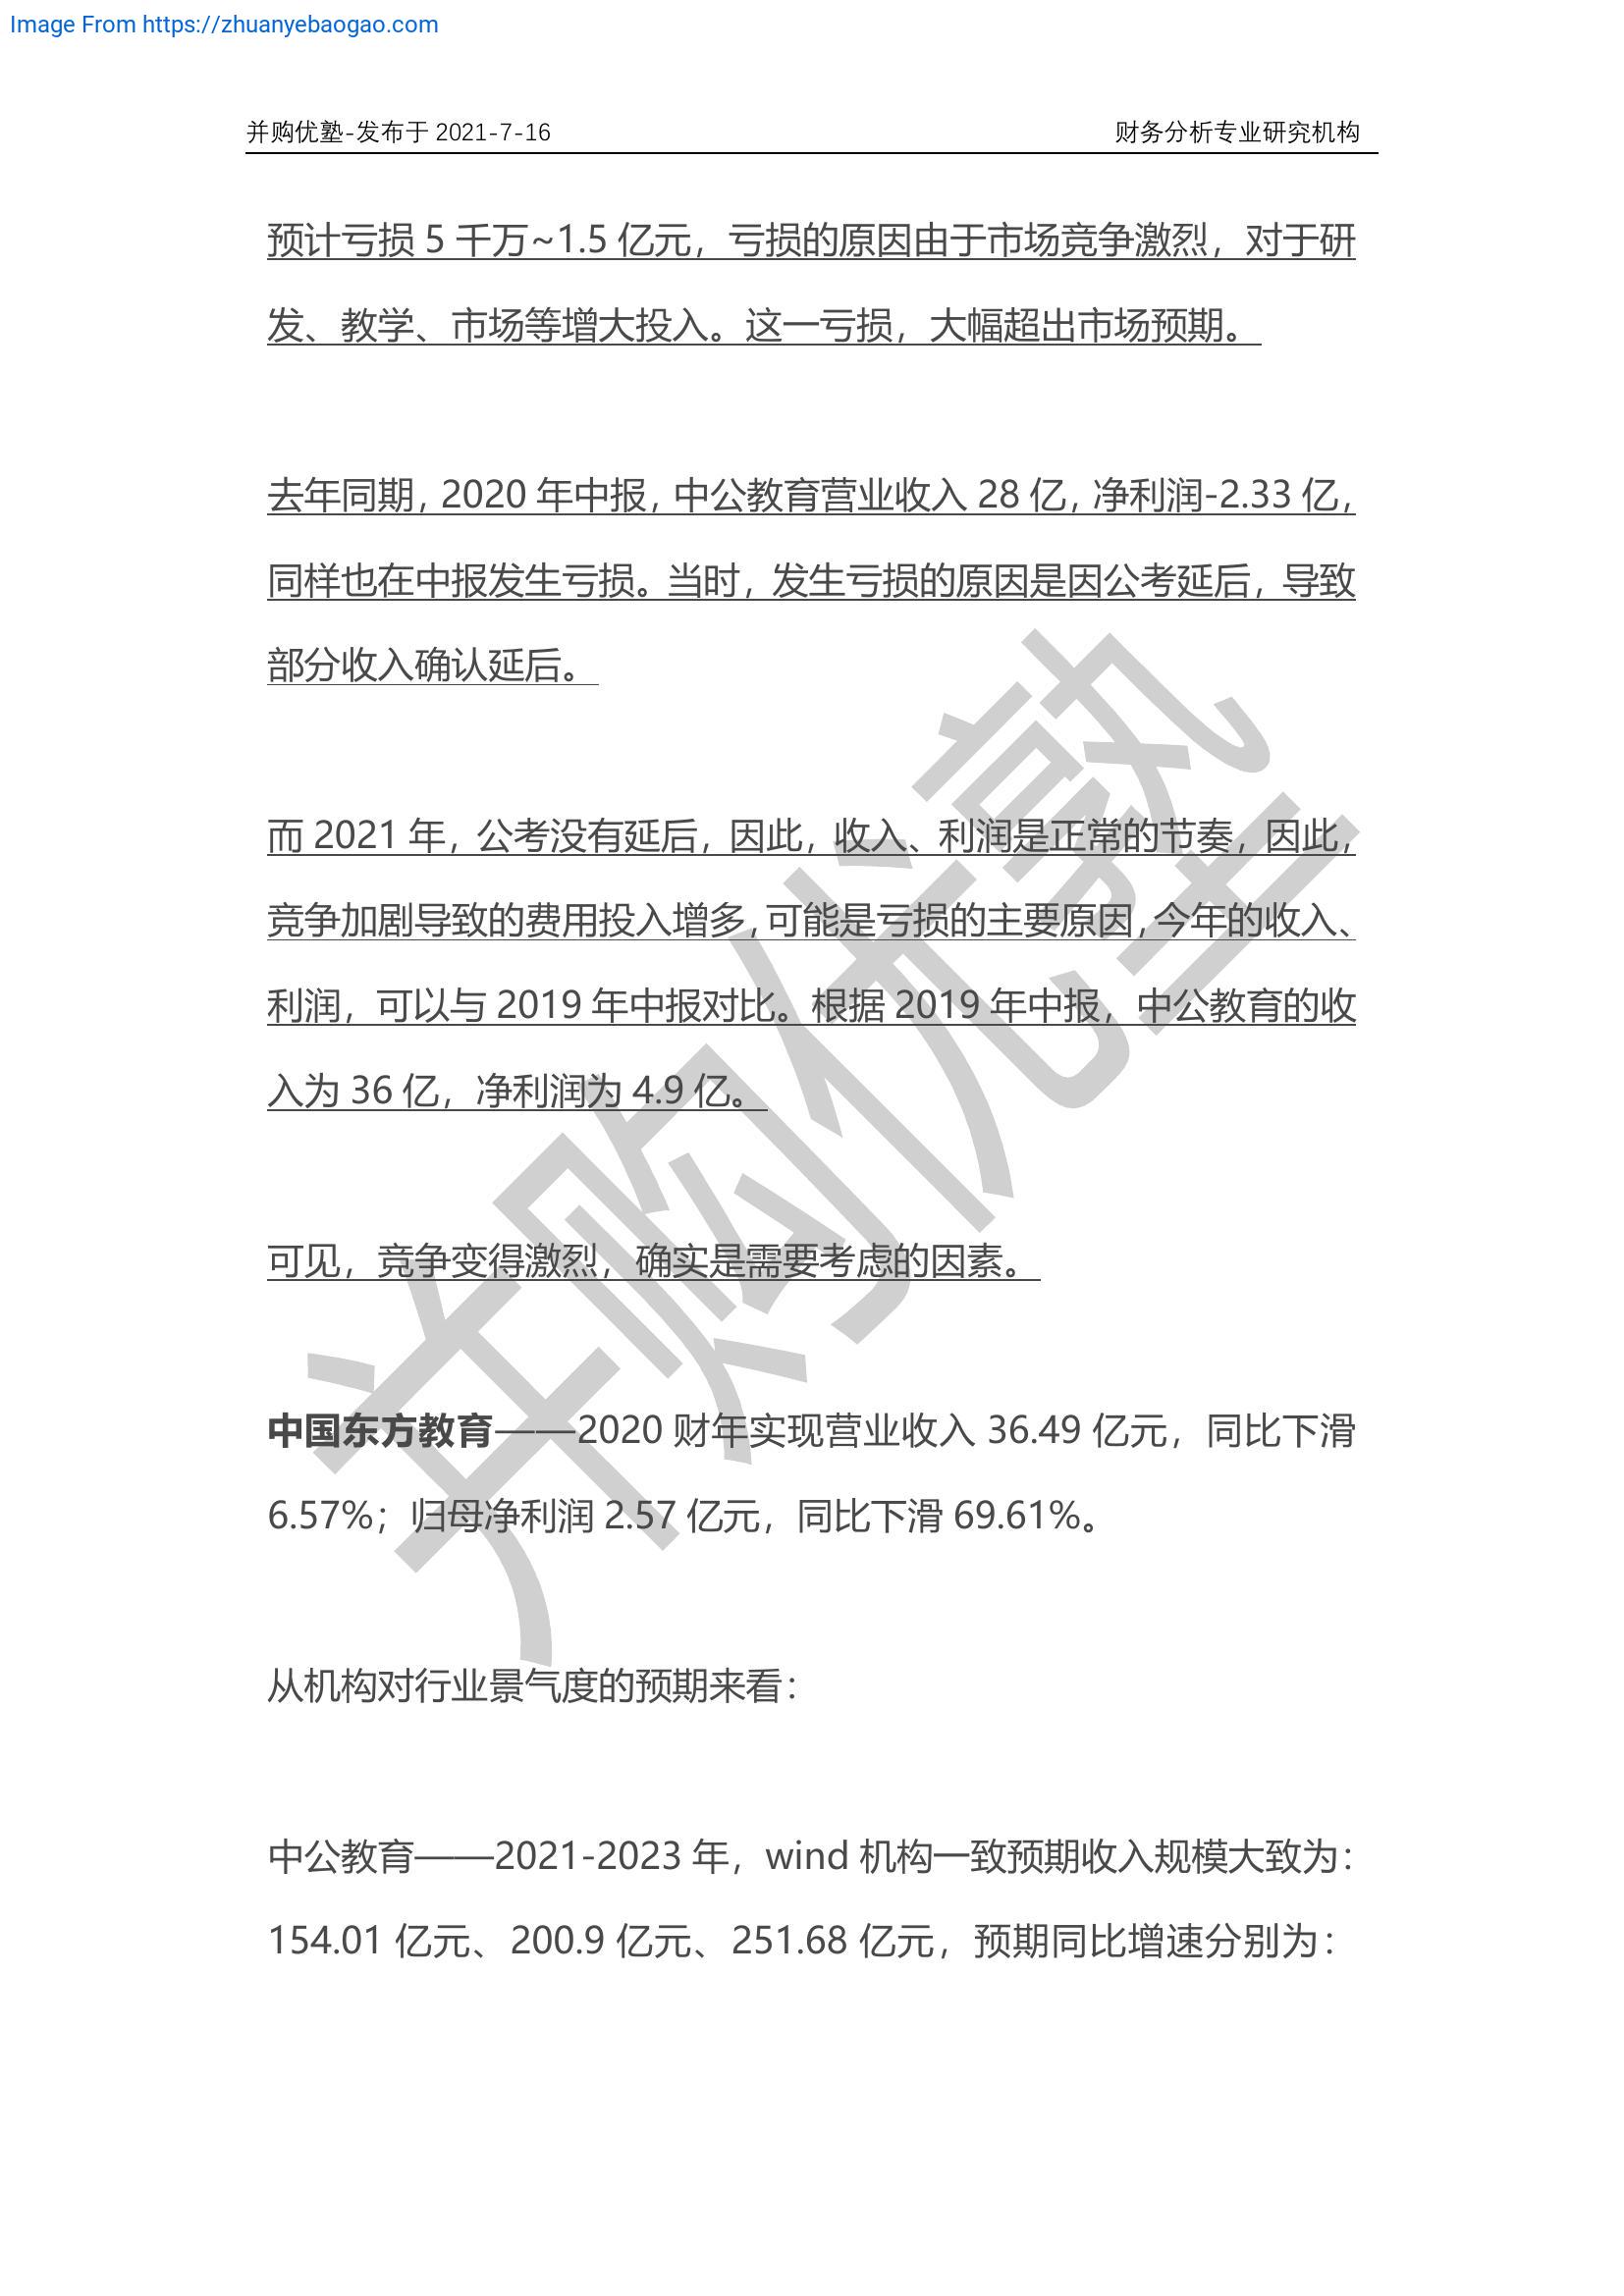 Image From https://zhuanyebaogao.com
并购优塾-发布于 2021-7-16 财务分析专业研究机构
预计亏损 5 千万~1.5 亿元，亏损的原因由于市场竞争激烈，对于研
发、教学、市场等增大投入。这一亏损，大幅超出市场预期。
去年同期，2020 年中报，中公教育营业收入 28 亿，净利润-2.33 亿，
同样也在中报发生亏损。当时，发生亏损的原因是因公考延后，导致
部分收入确认延后。
而 2021 年，公考没有延后，因此，收入、利润是正常的节奏，因此，
竞争加剧导致的费用投入增多，可能是亏损的主要原因，今年的收入、
利润，可以与 2019 年中报对比。根据 2019 年中报，中公教育的收
入为 36 亿，净利润为 4.9 亿。
可见，竞争变得激烈，确实是需要考虑的因素。
中国东方教育——2020 财年实现营业收入 36.49 亿元，同比下滑
6.57%；归母净利润 2.57 亿元，同比下滑 69.61%。
从机构对行业景气度的预期来看：
中公教育——2021-2023 年，wind 机构一致预期收入规模大致为：
154.01 亿元、200.9 亿元、251.68 亿元，预期同比增速分别为：
并购优塾